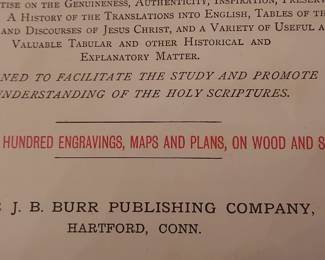 TISE ON THE GENUINENESS, AUTHENTICITY, INSPIRATION, PRESERV
A HISTORY OF THE TRANSLATIONS INTO ENGLISH, TABLES OF TH
AND DISCOURSES OF JESUS CHRIST, AND A VARIETY OF USEFUL A
VALUABLE TABULAR AND OTHER HISTORICAL AND
EXPLANATORY MATTER.
NED TO FACILITATE THE STUDY AND PROMOTE
UNDERSTANDING OF THE HOLY SCRIPTURES.
HUNDRED ENGRAVINGS, MAPS AND PLANS, ON WOOD AND S
E J. B. BURR PUBLISHING COMPANY,
HARTFORD, CONN.